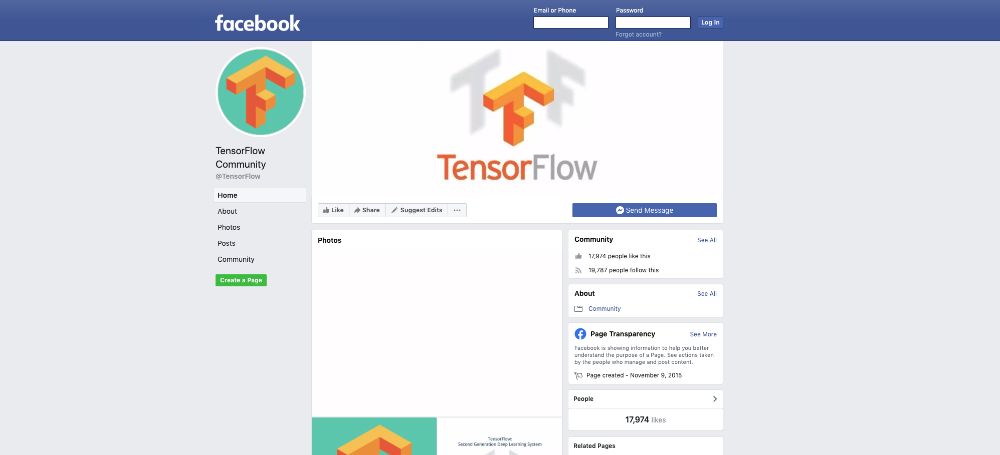 facebook
Email or Phone
Password
Log In
Forgot account?
TensorFlow
Community
@TensorFlow
Home
About
Photos
Posts
Community
Create a Page
TensorFlow
Like
Share
Suggest Edits
...
Send Message
Photos
TensorFlow:
Second Generation Deep Learning System
Community
See All
17,974 people like this
19,787 people follow this
About
See All
Community
Page Transparency
See More
Facebook is showing information to help you better
understand the purpose of a Page. See actions taken
by the people who manage and post content.
Page created - November 9, 2015
People
17,974 likes
Related Pages